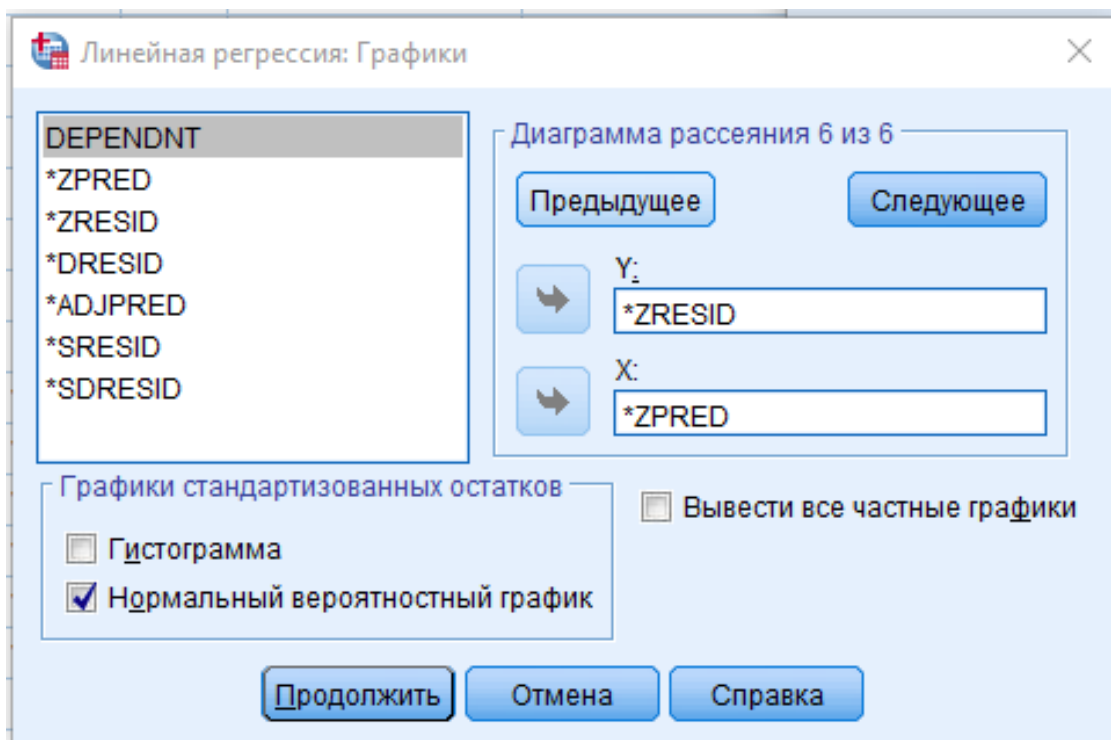 Линейная регрессия: Графики
DEPENDNT
*ZPRED
*ZRESID
*DRESID
*ADJPRED
*SRESID
*SDRESID
Диаграмма рассеяния 6 из 6
Предыдущее
Следующее
Y:
*ZRESID
X:
*ZPRED
Графики стандартизованных остатков
Гистограмма
Нормальный вероятностный график
Вывести все частные графики
Продолжить
Отмена
Справка